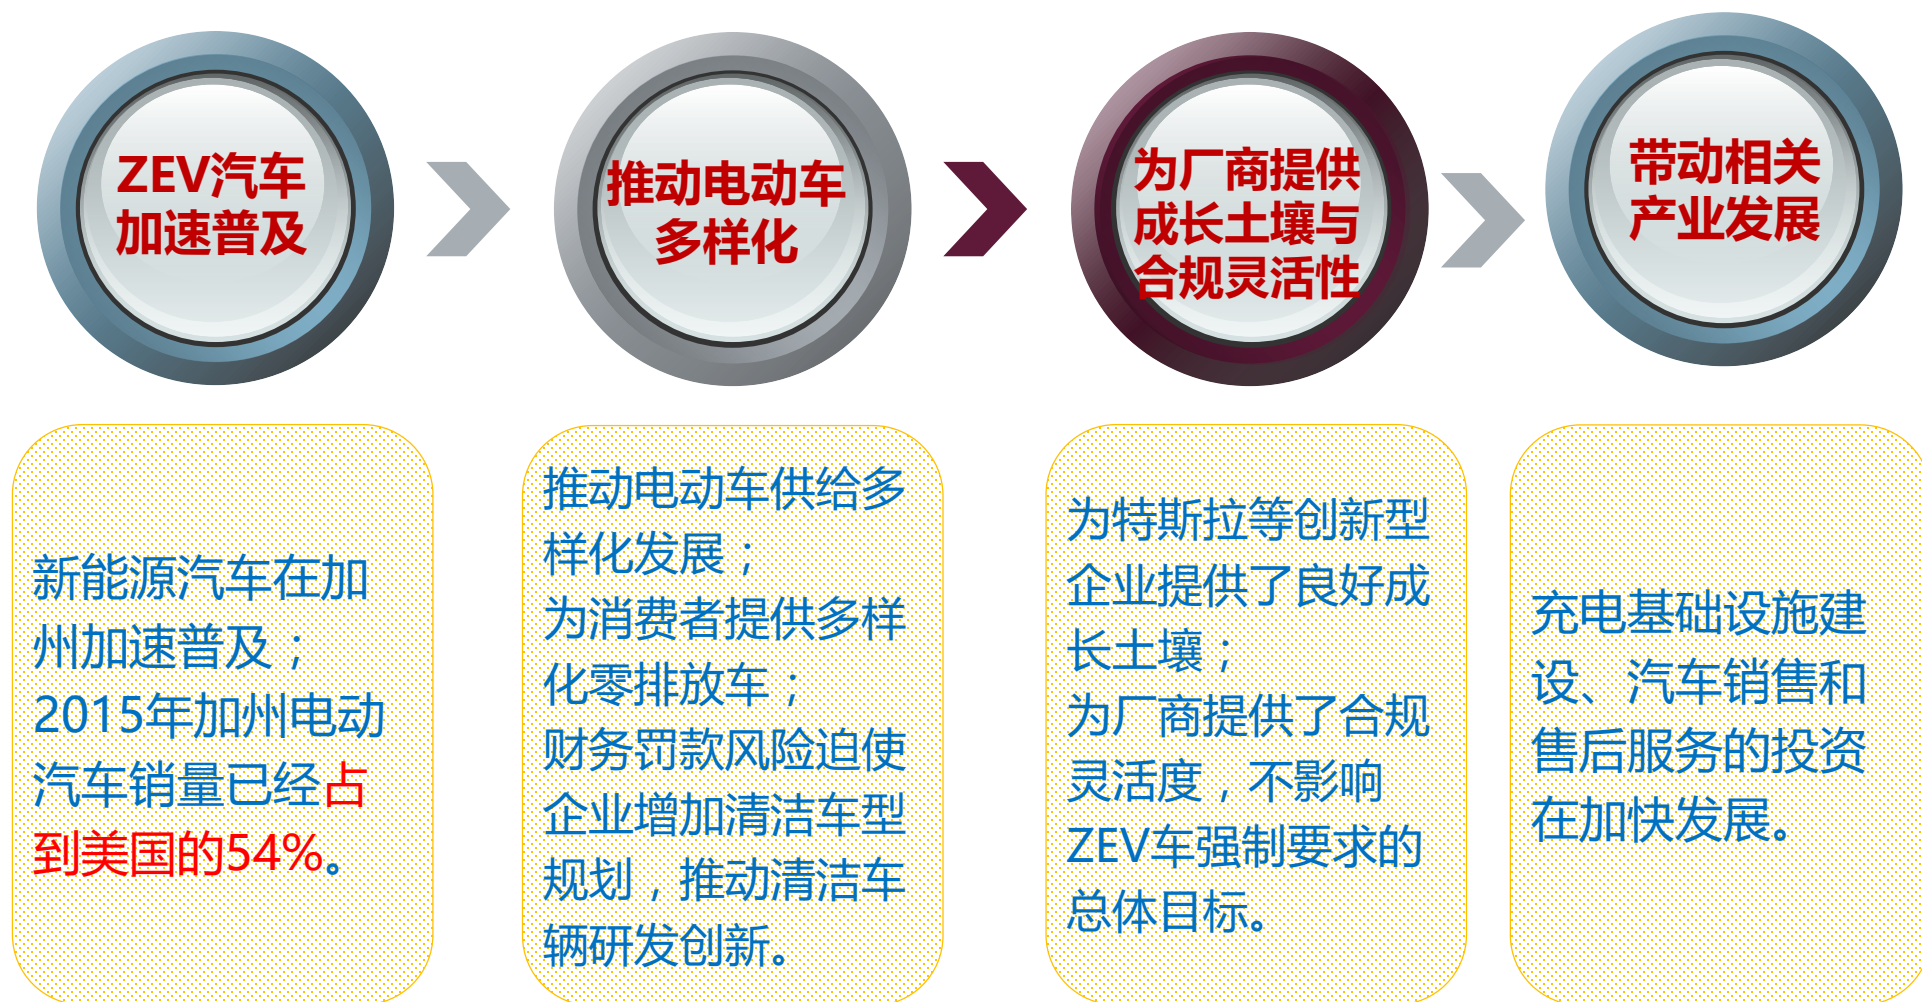 ZEV汽车
加速普及
推动电动车
多样化
为厂商提供
成长土壤与
合规灵活性
带动相关
产业发展
新能源汽车在加
州加速普及；
2015年加州电动
汽车销量已经占
到美国的54%。
推动电动车供给多
样化发展；
为消费者提供多样
化零排放车；
财务罚款风险迫使
企业增加清洁车型
规划，推动清洁车
辆研发创新。
为特斯拉等创新型
企业提供了良好成
长土壤；
为厂商提供了合规
灵活度，不影响
ZEV车强制要求的
总体目标。
充电基础设施建
设、汽车销售和
售后服务的投资
在加快发展。